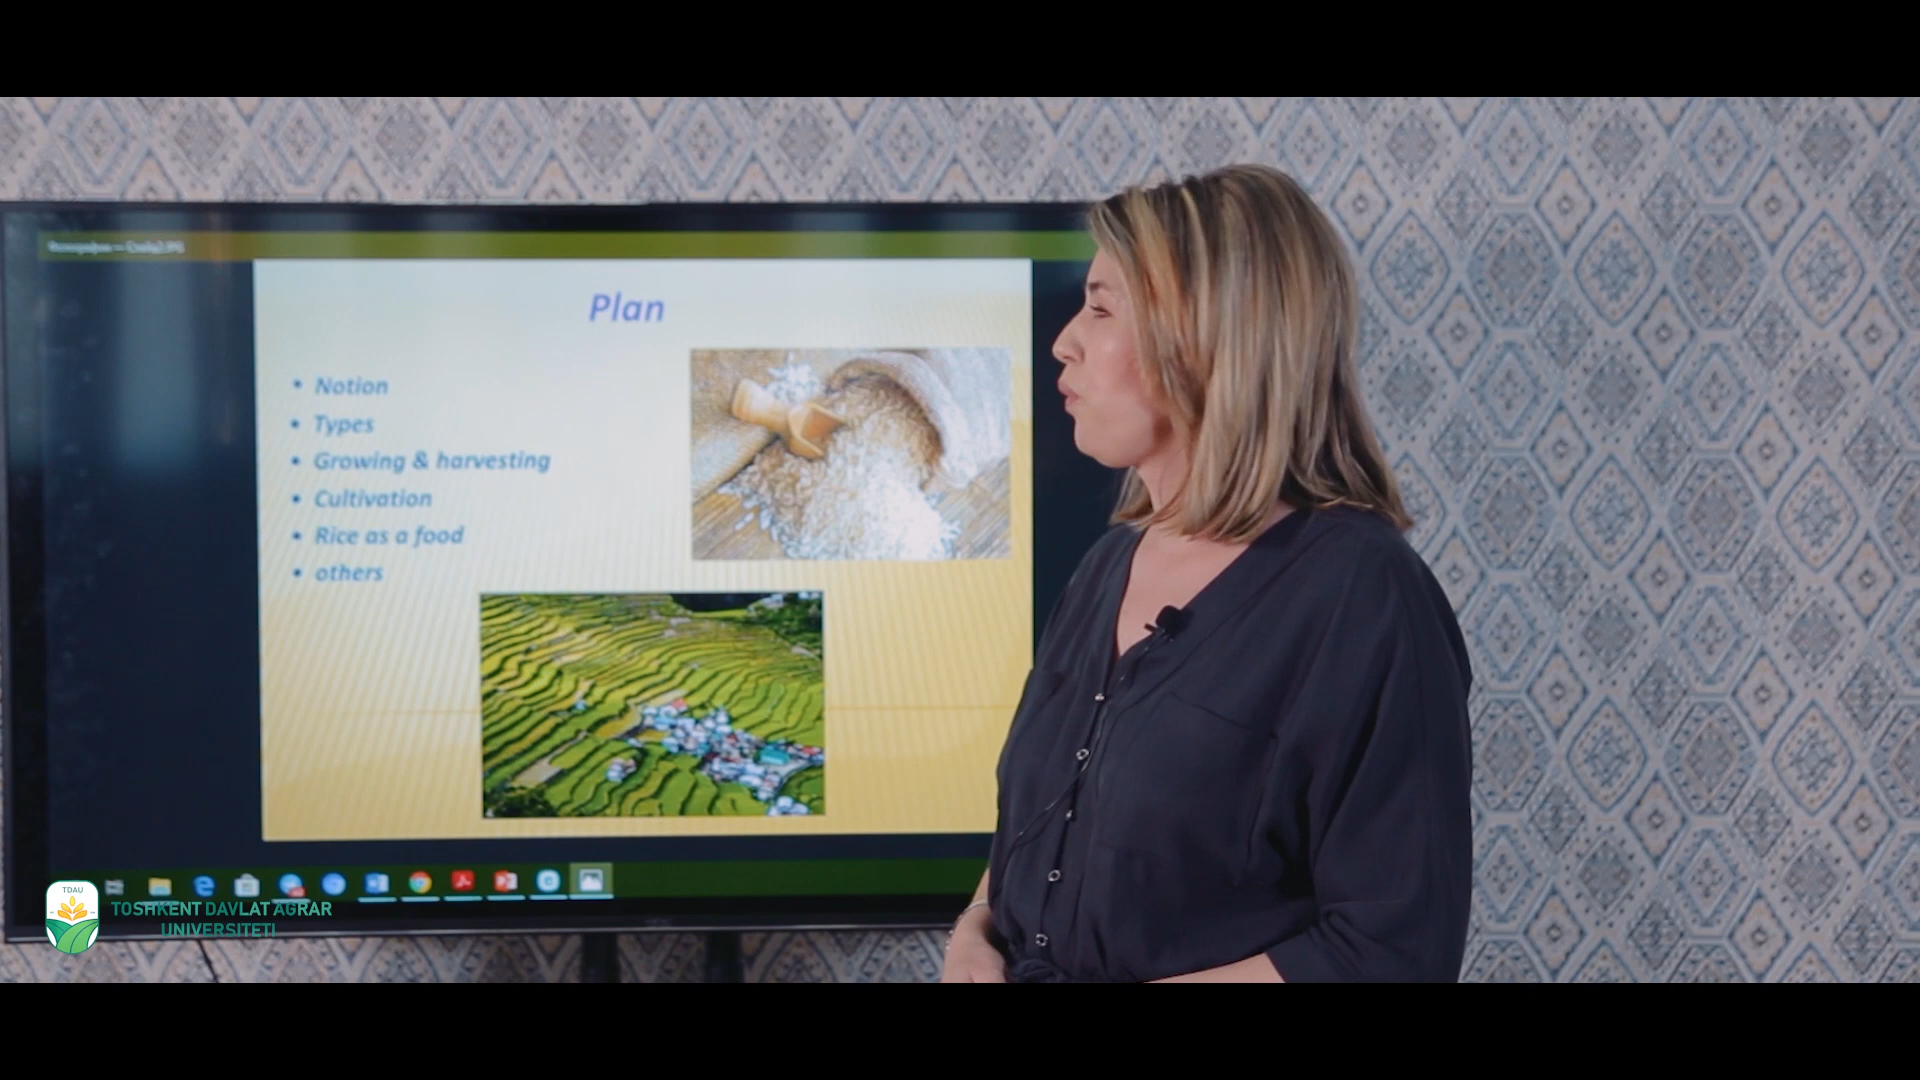 Plan
• Notion
• Types
• Growing & harvesting
• Cultivation
• Rice as a food
• others
TDAU
TOSHKENT DAVLAT AGRAR
UNIVERSITETI